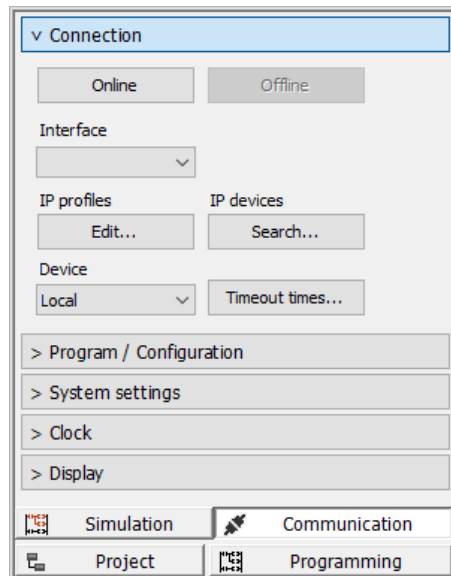 v Connection
Online Offline
Interface
IP profiles IP devices
Edit... Search...
Device
Local Timeout times...
> Program / Configuration
> System settings
> Clock
> Display
Simulation Communication
Project Programming